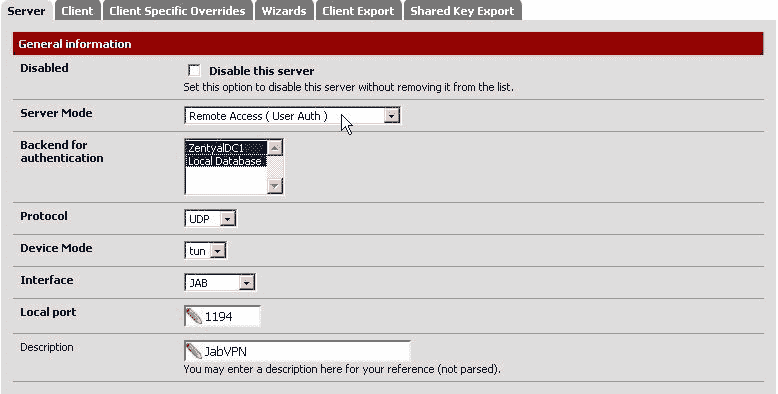 Server Client Client Specific Overrides Wizards Client Export Shared Key Export
General information
Disabled Disable this server
Set this option to disable this server without removing it from the list.
Server Mode Remote Access ( User Auth )
Backend for authentication
ZentyalDC1
Local Database
Protocol UDP
Device Mode tun
Interface JAB
Local port 1194
Description JabVPN
You may enter a description here for your reference (not parsed).